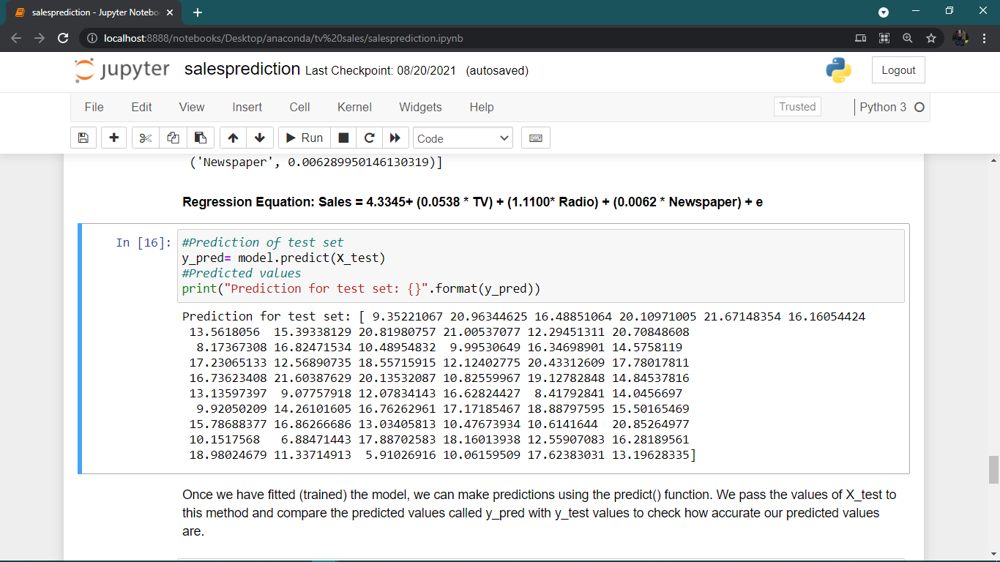 salesprediction - Jupyter Notebo
localhost:8888/notebooks/Desktop/anaconda/tv%20sales/salesprediction.ipynb
jupyter salesprediction Last Checkpoint: 08/20/2021 (autosaved) Logout
File Edit View Insert Cell Kernel Widgets Help Trusted Python 3
Run Code
('Newspaper', 0.006289950146130319)]
Regression Equation: Sales = 4.3345+ (0.0538 * TV) + (1.1100* Radio) + (0.0062 * Newspaper) + e
In [16]: #Prediction of test set
y_pred= model.predict(X_test)
#Predicted values
print("Prediction for test set: {}".format(y_pred))
Prediction for test set: [ 9.35221067 20.96344625 16.48851064 20.10971005 21.67148354 16.16054424
13.5618056  15.39338129 20.81980757 21.00537077 12.29451311 20.70848608
8.17367308 16.82471534 10.48954832  9.99530649 16.34698901 14.5758119
17.23065133 12.56890735 18.55715915 12.12402775 20.43312609 17.78017811
16.73623408 21.60387629 20.13532087 10.82559967 19.12782848 14.84537816
13.13597397  9.07757918 12.07834143 16.62824427  8.41792841 14.0456697
9.92050209 14.26101605 16.76262961 17.17185467 18.88797595 15.50165469
15.78688377 16.86266686 13.03405813 10.47673934 10.6141644  20.85264977
10.1517568   6.88471443 17.88702583 18.16013938 12.55907083 16.28189561
18.98024679 11.33714913  5.91026916 10.06159509 17.62383031 13.19628335]
Once we have fitted (trained) the model, we can make predictions using the predict() function. We pass the values of X_test to
this method and compare the predicted values called y_pred with y_test values to check how accurate our predicted values
are.